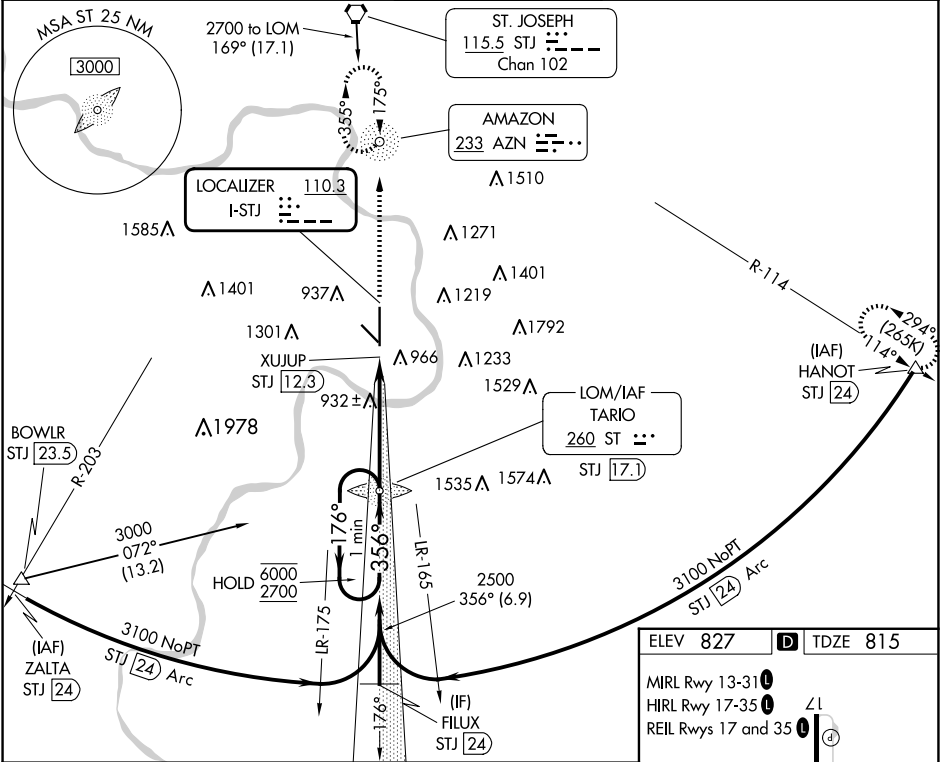 MSA ST 25 NM
3000
2700 to LOM
169° (17.1)
ST. JOSEPH
115.5 STJ
Chan 102
355°
175°
AMAZON
233 AZN
LOCALIZER 110.3
I-STJ
1510
1585
1271
1401
1401
937
1219
R-114
1301
1792
294°
(265K)
114°
XUJUP
STJ 12.3
966
1233
(IAF)
HANOT
STJ 24
1529
932 ±
LOM/IAF
TARIO
260 ST
STJ 17.1
1978
BOWLR
STJ 23.5
R-203
1535
1574
176°
1 min
356°
3000
072°
(13.2)
HOLD 6000
2700
LR-175
LR-165
2500
356° (6.9)
3100 NoPT
STJ 24 Arc
3100 NoPT
STJ 24 Arc
(IAF)
ZALTA
STJ 24
176°
(IF)
FILUX
STJ 24
ELEV 827 D TDZE 815
MIRL Rwy 13-31 L
HIRL Rwy 17-35 L
REIL Rwys 17 and 35 L
17
P